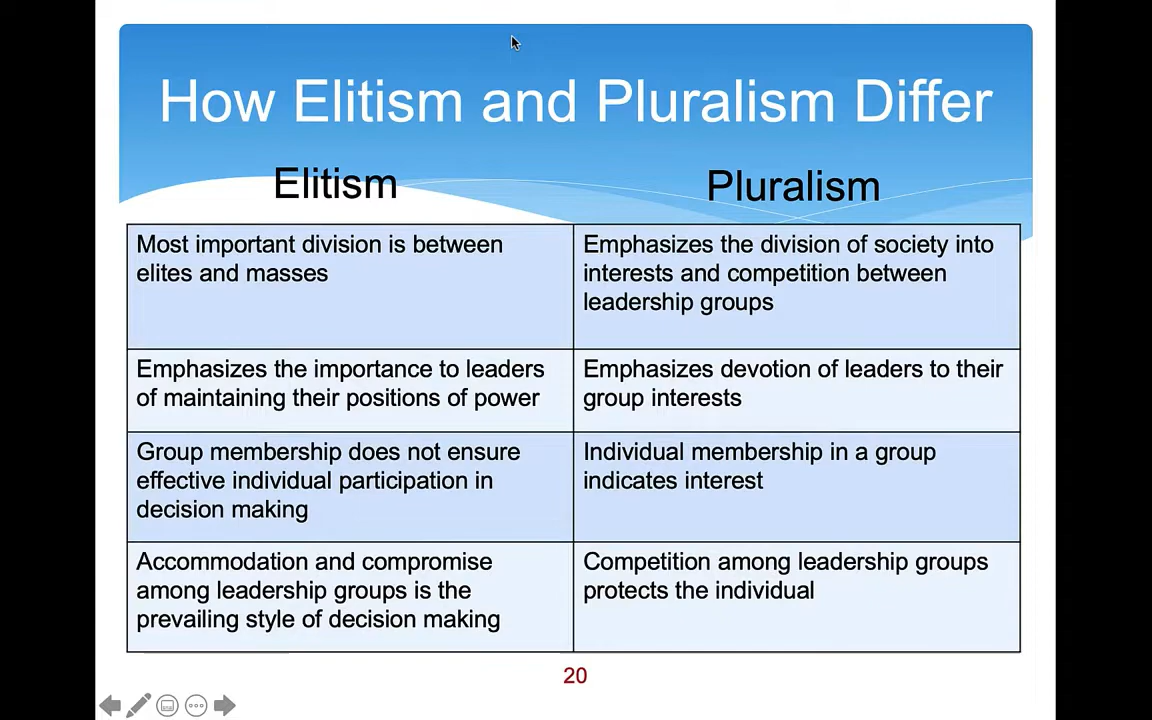 How Elitism and Pluralism Differ
Elitism
Pluralism
Most important division is between
elites and masses
Emphasizes the division of society into
interests and competition between
leadership groups
Emphasizes the importance to leaders
of maintaining their positions of power
Emphasizes devotion of leaders to their
group interests
Group membership does not ensure
effective individual participation in
decision making
Individual membership in a group
indicates interest
Accommodation and compromise
among leadership groups is the
prevailing style of decision making
Competition among leadership groups
protects the individual
20